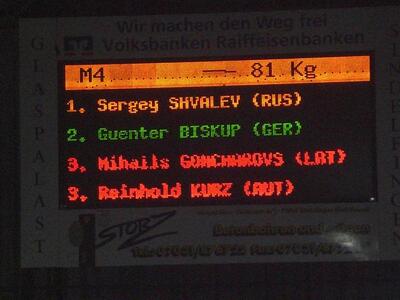 Wir machen den Weg frei
Volksbanken Raiffeisenbanken
M4 — 81 Kg
1. Sergey SHVALEV (RUS)
2. Guenter BISKUP (GER)
3. Mihails GONCHAROVS (LAT)
3. Reinhold KURZ (AUT)
GLASPALAST
STORZ